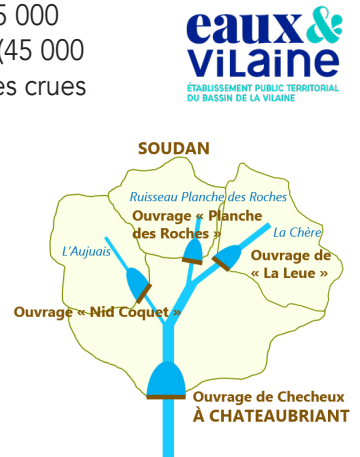 5 000
(45 000
es crues
eaux&
Vilaine
ÉTABLISSEMENT PUBLIC TERRITORIAL
DU BASSIN DE LA VILAINE
SOUDAN
Ruisseau Planche des Roches
Ouvrage « Planche
des Roches »
La Chère
L'Aujuais
Ouvrage de
« La Leue »
Ouvrage « Nid Coquet »
Ouvrage de Checheux
À CHATEAUBRIANT